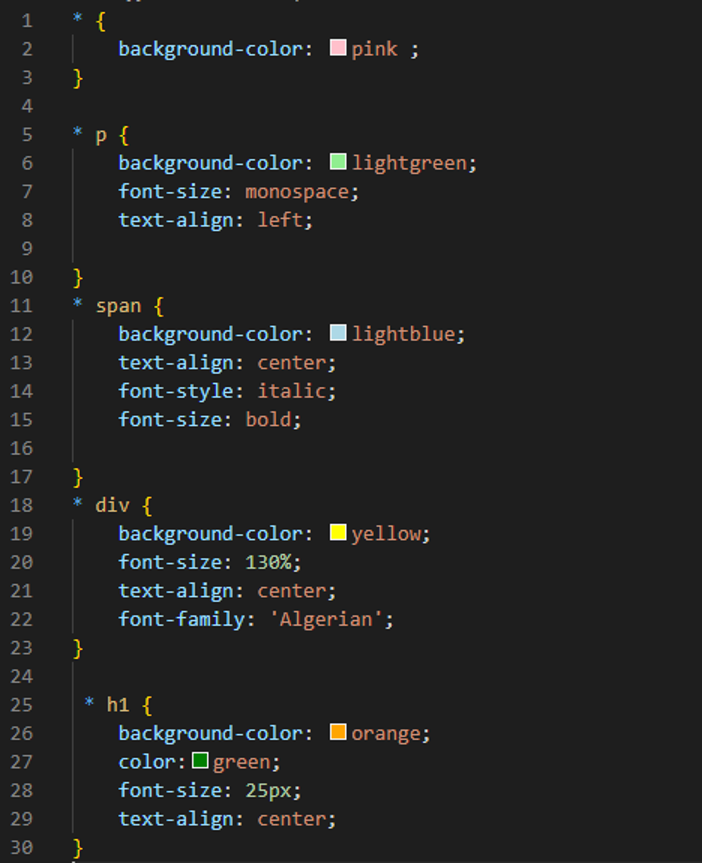 1 * {
2 background-color: pink ;
3 }
4
5 * p {
6 background-color: lightgreen;
7 font-size: monospace;
8 text-align: left;
9
10 }
11 * span {
12 background-color: lightblue;
13 text-align: center;
14 font-style: italic;
15 font-size: bold;
16
17 }
18 * div {
19 background-color: yellow;
20 font-size: 130%;
21 text-align: center;
22 font-family: 'Algerian';
23 }
24
25 * h1 {
26 background-color: orange;
27 color: green;
28 font-size: 25px;
29 text-align: center;
30 }